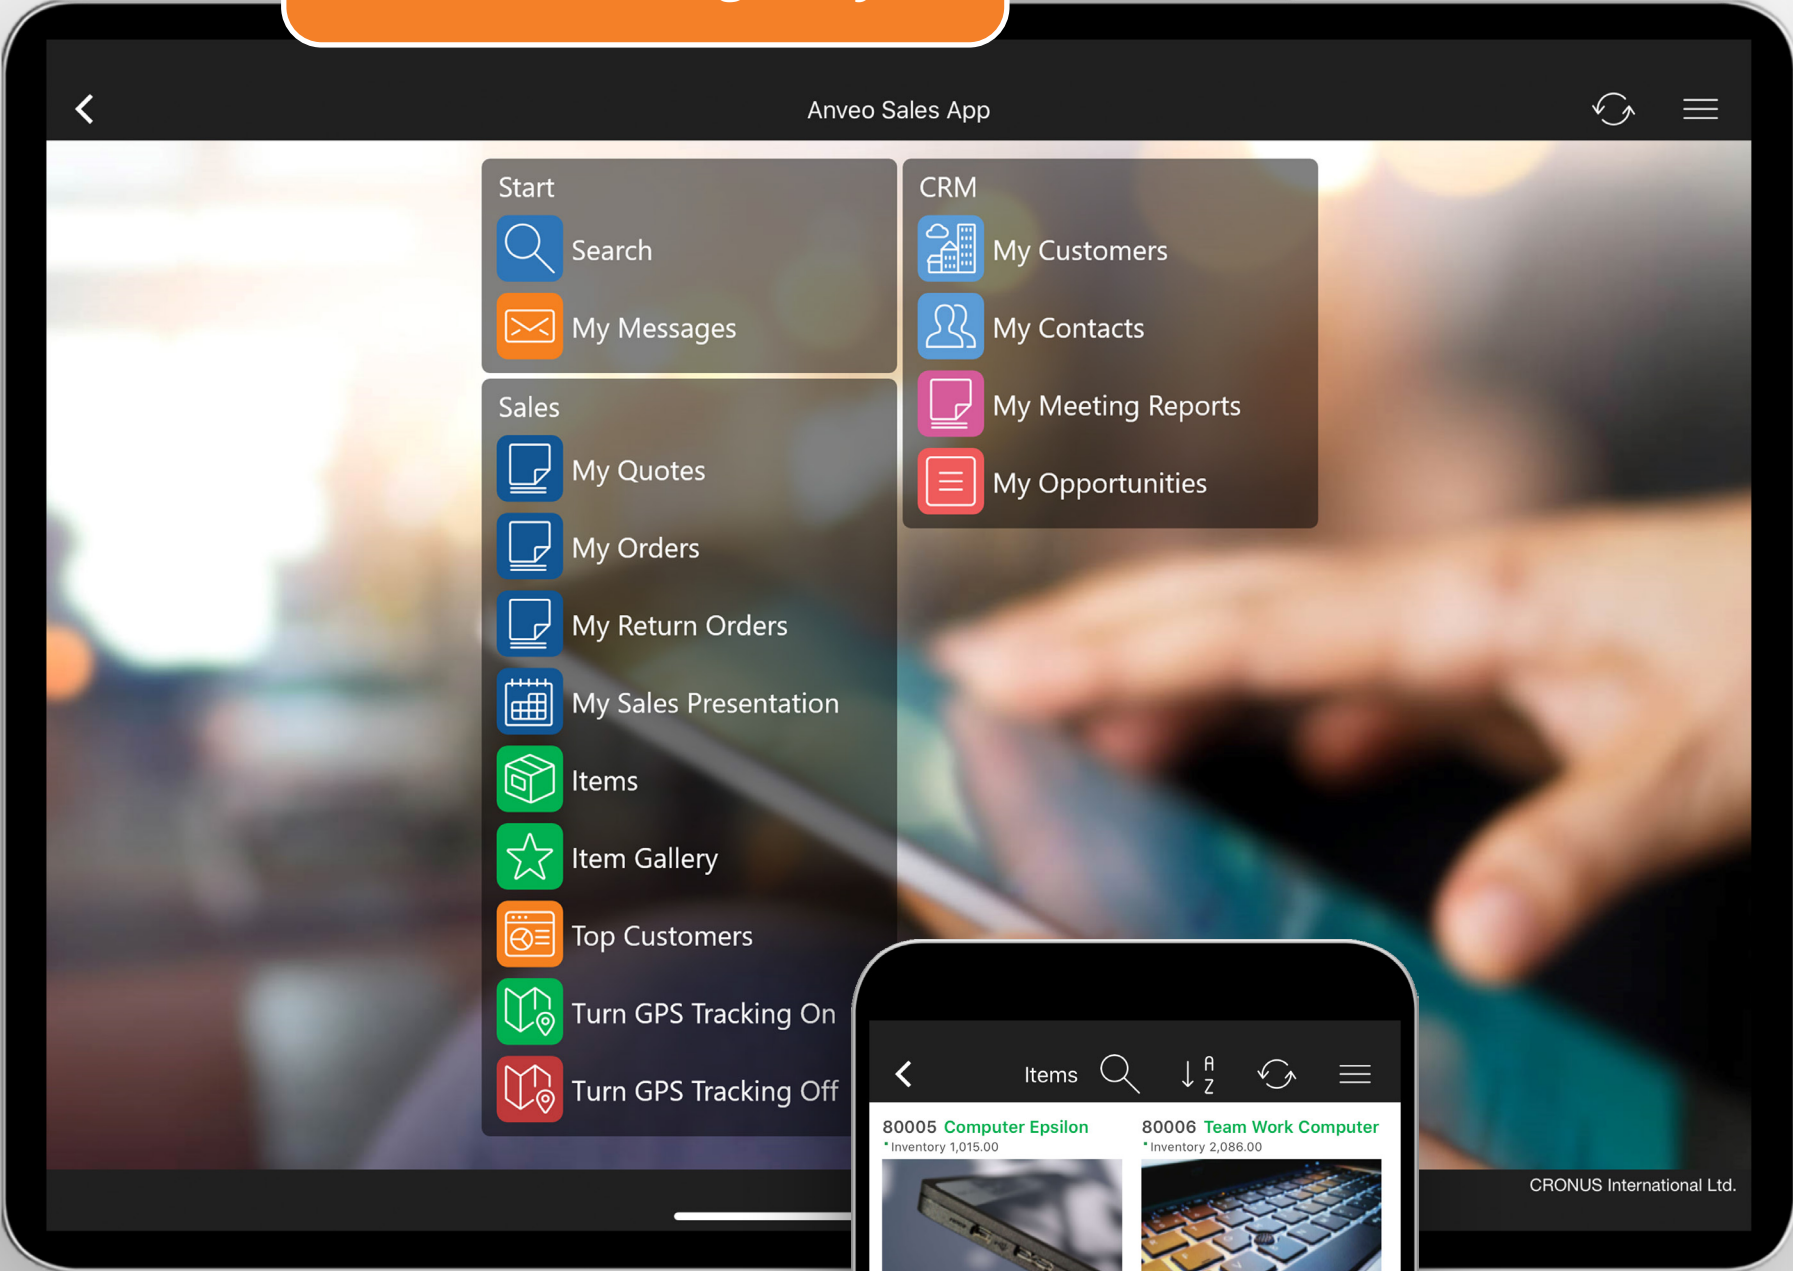 Anveo Sales App
Start
Search
My Messages
Sales
My Quotes
My Orders
My Return Orders
My Sales Presentation
Items
Item Gallery
Top Customers
Turn GPS Tracking On
Turn GPS Tracking Off
CRM
My Customers
My Contacts
My Meeting Reports
My Opportunities
Items
A
Z
80005 Computer Epsilon
Inventory 1,015.00
80006 Team Work Computer
Inventory 2,086.00
CRONUS International Ltd.